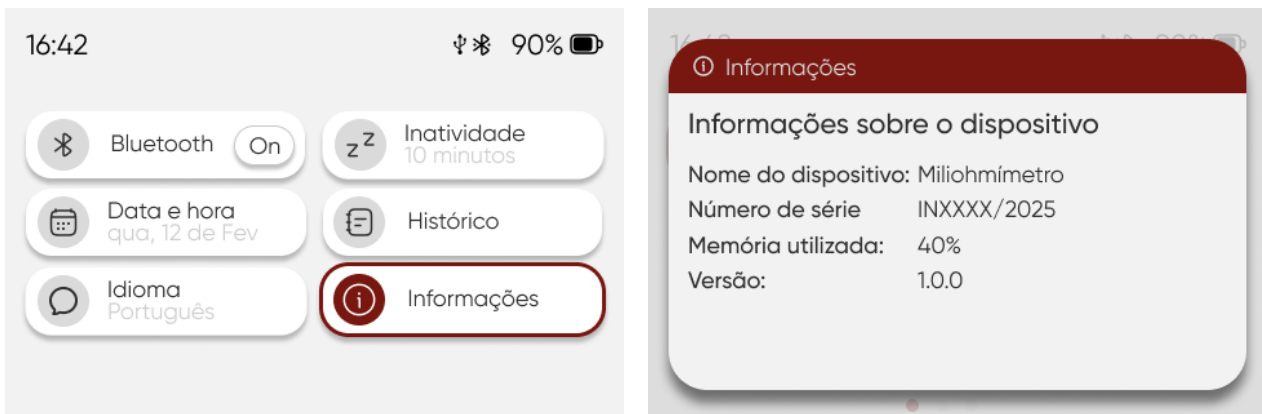 16:42 90%
Bluetooth On
Inatividade
10 minutos
Data e hora
qua, 12 de Fev
Histórico
Idioma
Português
Informações
Informações
Informações sobre o dispositivo
Nome do dispositivo: Miliohmímetro
Número de série INXXXX/2025
Memória utilizada: 40%
Versão: 1.0.0